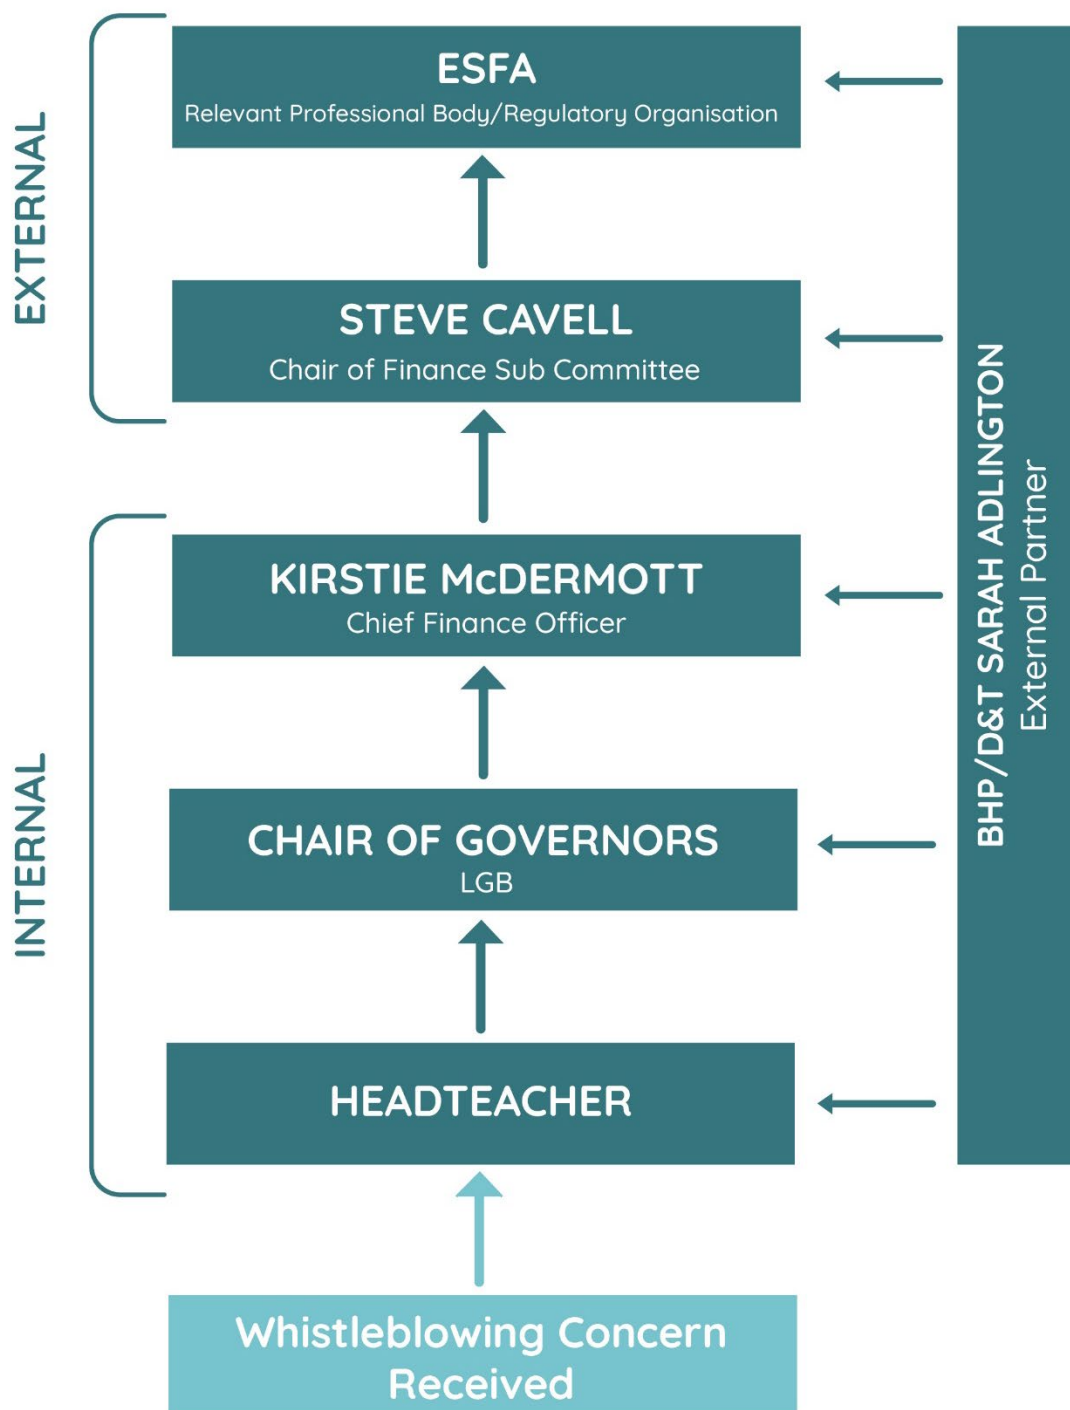 EXTERNAL
ESFA
Relevant Professional Body/Regulatory Organisation
STEVE CAVELL
Chair of Finance Sub Committee
INTERNAL
KIRSTIE McDERMOTT
Chief Finance Officer
CHAIR OF GOVERNORS
LGB
HEADTEACHER
Whistleblowing Concern
Received
BHP/D&T SARAH ADLINGTON
External Partner